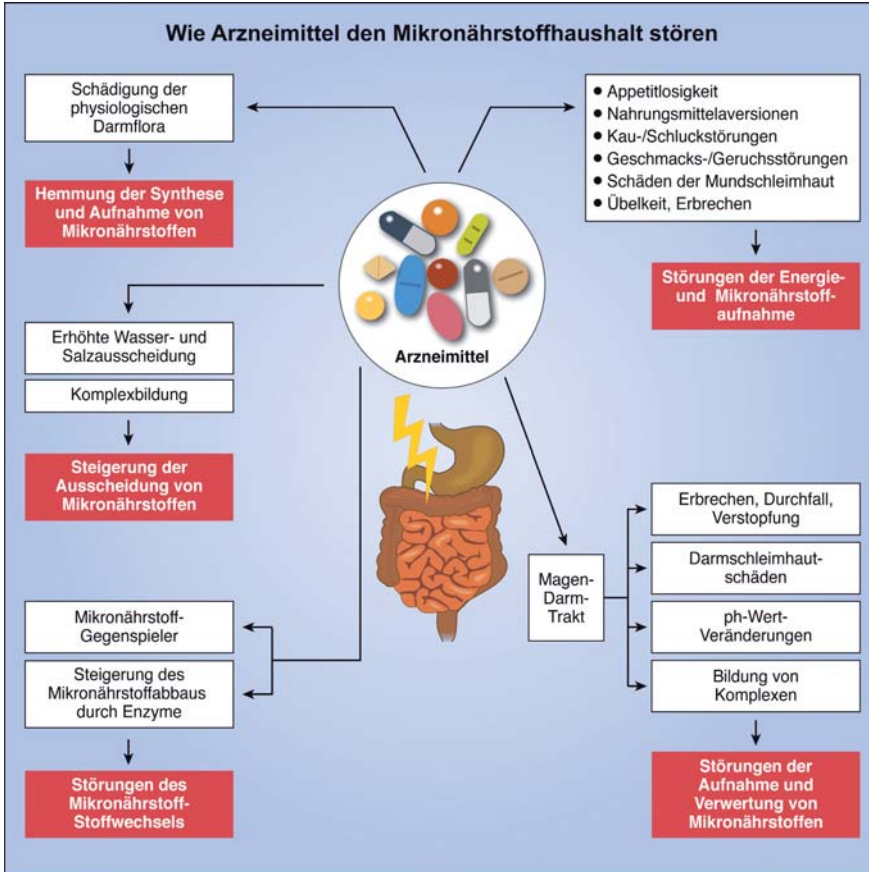 Wie Arzneimittel den Mikronährstoffhaushalt stören
Schädigung der
physiologischen
Darmflora
Hemmung der Synthese
und Aufnahme von
Mikronährstoffen
• Appetitlosigkeit
• Nahrungsmittelaversionen
• Kau-/Schluckstörungen
• Geschmacks-/Geruchsstörungen
• Schäden der Mundschleimhaut
• Übelkeit, Erbrechen
Störungen der Energie-
und Mikronährstoff-
aufnahme
Arzneimittel
Erhöhte Wasser- und
Salzausscheidung
Komplexbildung
Steigerung der
Ausscheidung von
Mikronährstoffen
Mikronährstoff-
Gegenspieler
Steigerung des
Mikronährstoffabbaus
durch Enzyme
Störungen des
Mikronährstoff-
Stoffwechsels
Magen-
Darm-
Trakt
Erbrechen, Durchfall,
Verstopfung
Darmschleimhaut-
schäden
ph-Wert-
Veränderungen
Bildung von
Komplexen
Störungen der
Aufnahme und
Verwertung von
Mikronährstoffen